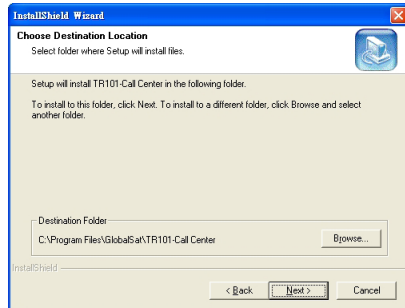 InstallShield Wizard
Choose Destination Location
Select folder where Setup will install files.
Setup will install TR101-Call Center in the following folder.
To install to this folder, click Next. To install to a different folder, click Browse and select
another folder.
Destination Folder
C:\Program Files\GlobalSat\TR101-Call Center
Browse...
InstallShield
< Back
Next >
Cancel